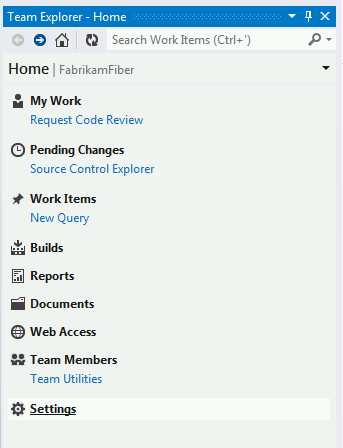 Team Explorer - Home
Search Work Items (Ctrl+')
Home | FabrikamFiber
My Work
Request Code Review
Pending Changes
Source Control Explorer
Work Items
New Query
Builds
Reports
Documents
Web Access
Team Members
Team Utilities
Settings